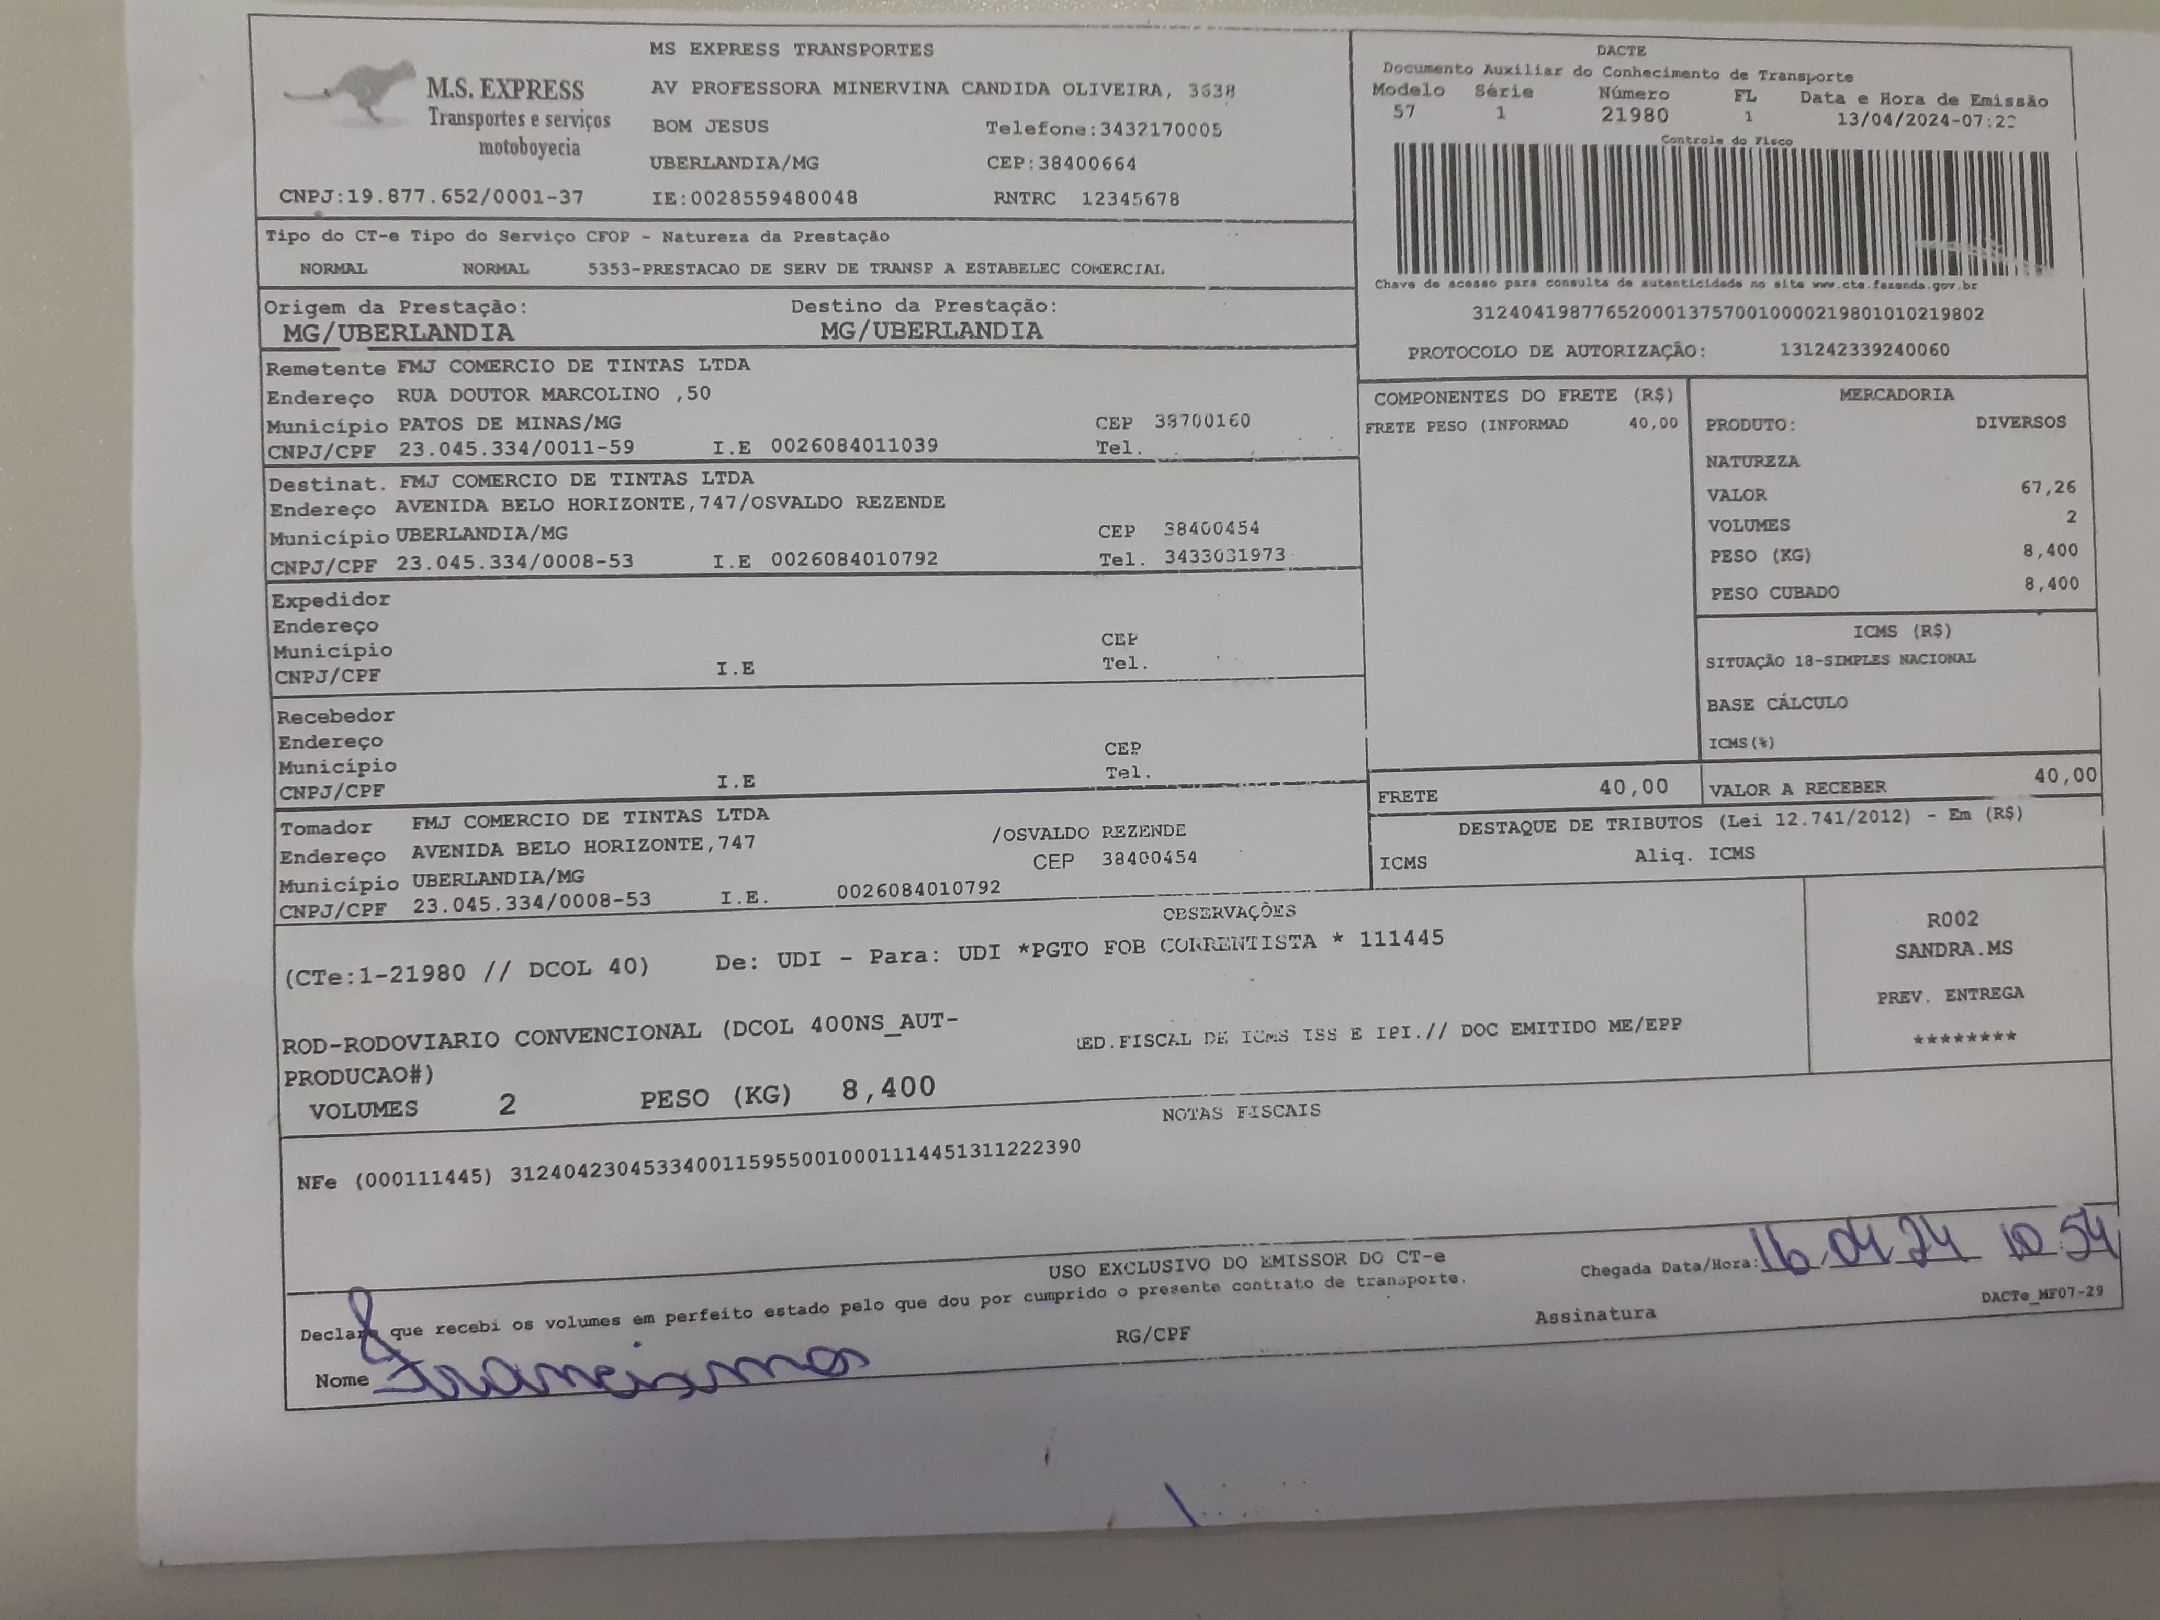 M.S. EXPRESS
Transportes e serviços
motoboyecia
CNPJ:19.877.652/0001-37
MS EXPRESS TRANSPORTES
AV PROFESSORA MINERVINA CANDIDA OLIVEIRA, 3638
BOM JESUS Telefone:3432170005
UBERLANDIA/MG CEP:38400664
IE:0028559480048 RNTRC 12345678
DACTE
Documento Auxiliar do Conhecimento de Transporte
Modelo Série Número FL Data e Hora de Emissão
57 1 21980 1 13/04/2024-07:22
Controle do Fisco
Chave de acesso para consulta de autenticidade no site www.cte.fazenda.gov.br
31240419877652000137570010000219801010219802
PROTOCOLO DE AUTORIZAÇÃO: 131242339240060
Tipo do CT-e Tipo do Serviço CFOP - Natureza da Prestação
NORMAL NORMAL 5353-PRESTACAO DE SERV DE TRANSP A ESTABELEC COMERCIAL
Origem da Prestação: Destino da Prestação:
MG/UBERLANDIA MG/UBERLANDIA
Remetente FMJ COMERCIO DE TINTAS LTDA
Endereço RUA DOUTOR MARCOLINO ,50
Município PATOS DE MINAS/MG CEP 38700160
CNPJ/CPF 23.045.334/0011-59 I.E 0026084011039 Tel.
Destinat. FMJ COMERCIO DE TINTAS LTDA
Endereço AVENIDA BELO HORIZONTE,747/OSVALDO REZENDE
Município UBERLANDIA/MG CEP 38400454
CNPJ/CPF 23.045.334/0008-53 I.E 0026084010792 Tel. 3433031973
Expedidor
Endereço
Município CEP
CNPJ/CPF I.E Tel.
Recebedor
Endereço
Município CEP
CNPJ/CPF I.E Tel.
Tomador FMJ COMERCIO DE TINTAS LTDA
Endereço AVENIDA BELO HORIZONTE,747 /OSVALDO REZENDE
Município UBERLANDIA/MG CEP 38400454
CNPJ/CPF 23.045.334/0008-53 I.E. 0026084010792
COMPONENTES DO FRETE (R$)
FRETE PESO (INFORMAD 40,00
MERCADORIA
PRODUTO: DIVERSOS
NATUREZA
VALOR 67,26
VOLUMES 2
PESO (KG) 8,400
PESO CUBADO 8,400
ICMS (R$)
SITUAÇÃO 18-SIMPLES NACIONAL
BASE CÁLCULO
ICMS(%)
FRETE 40,00 VALOR A RECEBER 40,00
DESTAQUE DE TRIBUTOS (Lei 12.741/2012) - Em (R$)
ICMS Aliq. ICMS
OBSERVAÇÕES
(CTe:1-21980 // DCOL 40) De: UDI - Para: UDI *PGTO FOB CORRENTISTA * 111445
ROD-RODOVIARIO CONVENCIONAL (DCOL 400NS_AUT- ED.FISCAL DE ICMS ISS E IPI.// DOC EMITIDO ME/EPP
PRODUCAO#)
VOLUMES 2 PESO (KG) 8,400
R002
SANDRA.MS
PREV. ENTREGA
********
NOTAS FISCAIS
NFe (000111445) 31240423045334001159550010001114451311222390
USO EXCLUSIVO DO EMISSOR DO CT-e
Chegada Data/Hora: 16.04.24 10:54
Declaro que recebi os volumes em perfeito estado pelo que dou por cumprido o presente contrato de transporte.
Nome RG/CPF Assinatura
DACTe_MF07-29